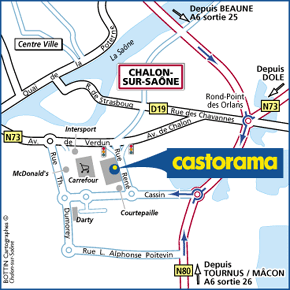 Depuis BEAUNE
A6 sortie 25
Centre Ville
La Saône
Quai de la Poterne
CHALON-
SUR-SAÔNE
Depuis
DOLE
Rond-Point
des Orlans
N73
R. de Strasbourg
D19
Rue des Chavannes
Intersport
N73
Av. de Verdun
Av. de Chalon
McDonald's
Carrefour
Rue
René
Cassin
castorama
Rue Th. Dumorey
Darty
Courtepaille
Rue L. Alphonse Poitevin
N80
Depuis
TOURNUS / MÂCON
A6 sortie 26
BOTTIN Cartographes ©
Chalon-sur-Saône